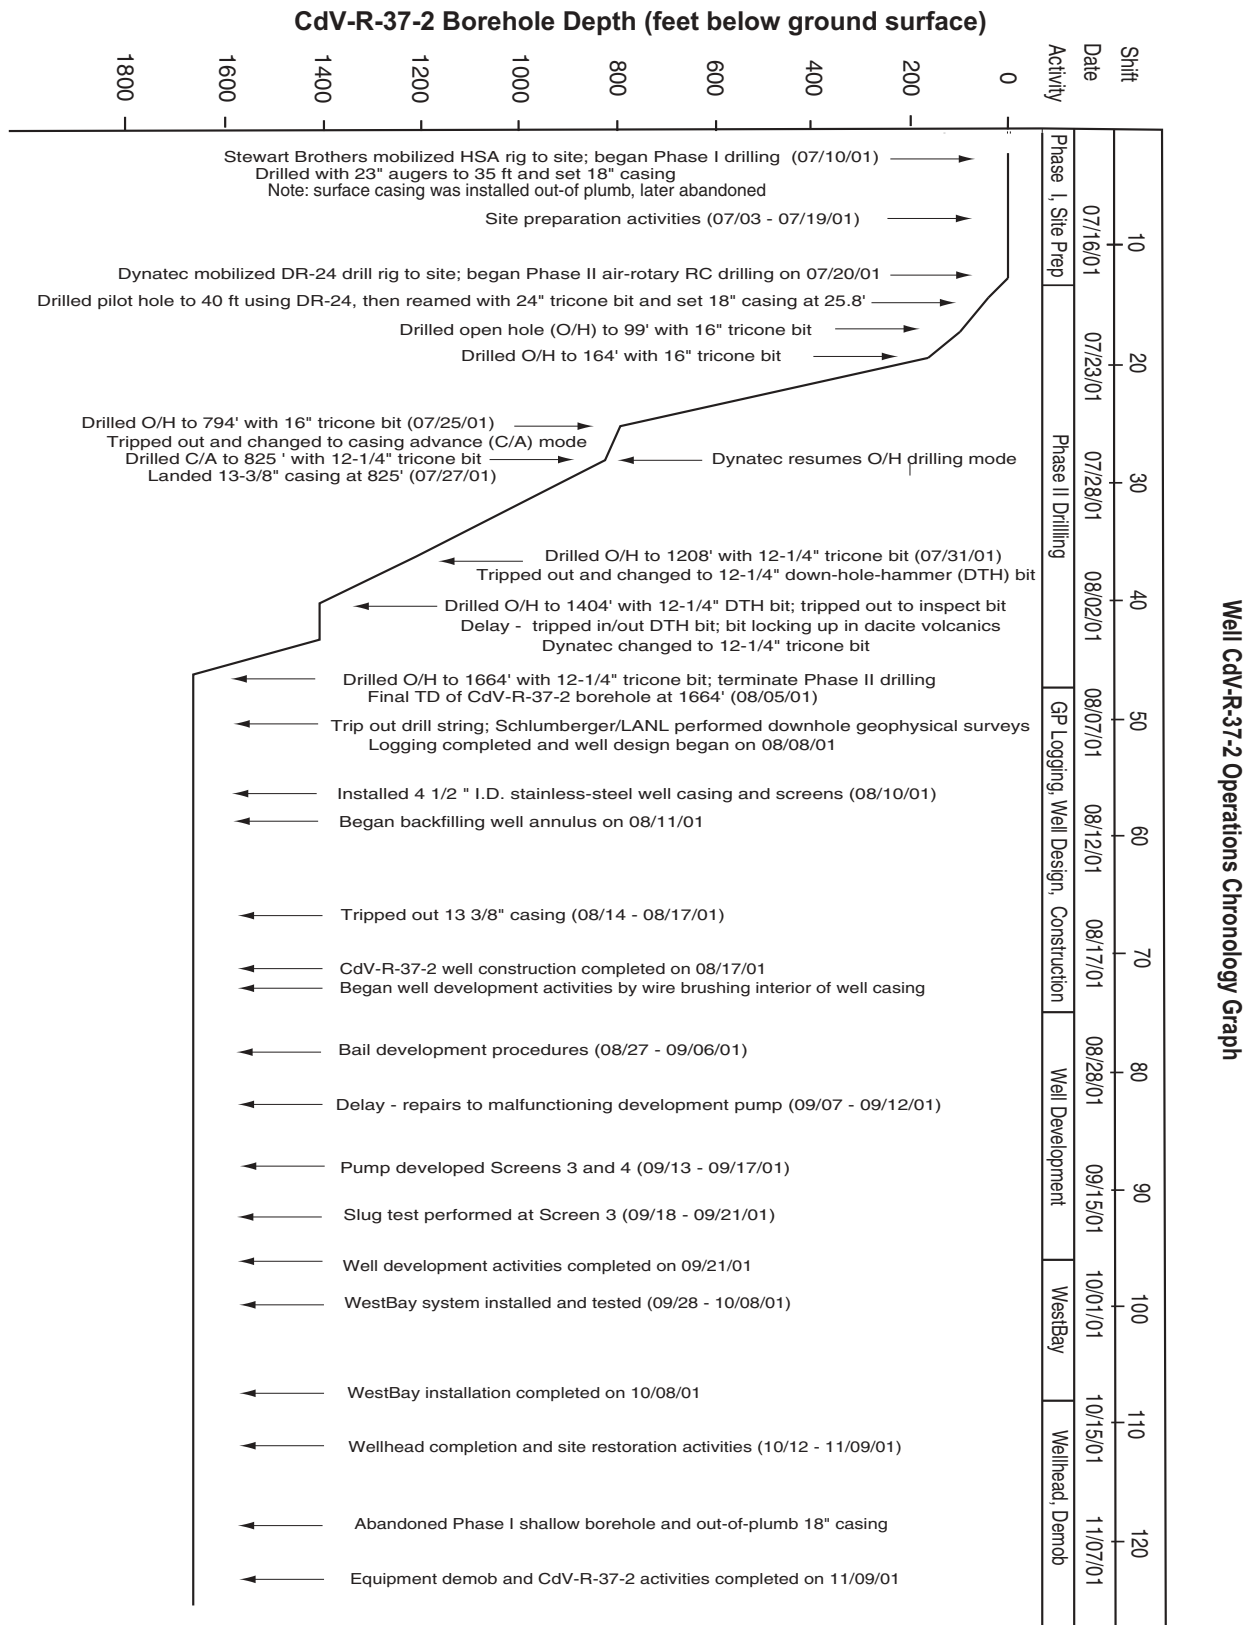 CdV-R-37-2 Borehole Depth (feet below ground surface)
1800
1600
1400
1200
1000
800
600
400
200
0
Activity
Date
Shift
Stewart Brothers mobilized HSA rig to site; began Phase I drilling (07/10/01)
Drilled with 23" augers to 35 ft and set 18" casing
Note: surface casing was installed out-of plumb, later abandoned
Site preparation activities (07/03 - 07/19/01)
Dynatec mobilized DR-24 drill rig to site; began Phase II air-rotary RC drilling on 07/20/01
Drilled pilot hole to 40 ft using DR-24, then reamed with 24" tricone bit and set 18" casing at 25.8'
Drilled open hole (O/H) to 99' with 16" tricone bit
Drilled O/H to 164' with 16" tricone bit
Drilled O/H to 794' with 16" tricone bit (07/25/01)
Tripped out and changed to casing advance (C/A) mode
Drilled C/A to 825 ' with 12-1/4" tricone bit
Landed 13-3/8" casing at 825' (07/27/01)
Dynatec resumes O/H drilling mode
Drilled O/H to 1208' with 12-1/4" tricone bit (07/31/01)
Tripped out and changed to 12-1/4" down-hole-hammer (DTH) bit
Drilled O/H to 1404' with 12-1/4" DTH bit; tripped out to inspect bit
Delay - tripped in/out DTH bit; bit locking up in dacite volcanics
Dynatec changed to 12-1/4" tricone bit
Drilled O/H to 1664' with 12-1/4" tricone bit; terminate Phase II drilling
Final TD of CdV-R-37-2 borehole at 1664' (08/05/01)
Trip out drill string; Schlumberger/LANL performed downhole geophysical surveys
Logging completed and well design began on 08/08/01
Installed 4 1/2 " I.D. stainless-steel well casing and screens (08/10/01)
Began backfilling well annulus on 08/11/01
Tripped out 13 3/8" casing (08/14 - 08/17/01)
CdV-R-37-2 well construction completed on 08/17/01
Began well development activities by wire brushing interior of well casing
Bail development procedures (08/27 - 09/06/01)
Delay - repairs to malfunctioning development pump (09/07 - 09/12/01)
Pump developed Screens 3 and 4 (09/13 - 09/17/01)
Slug test performed at Screen 3 (09/18 - 09/21/01)
Well development activities completed on 09/21/01
WestBay system installed and tested (09/28 - 10/08/01)
WestBay installation completed on 10/08/01
Wellhead completion and site restoration activities (10/12 - 11/09/01)
Abandoned Phase I shallow borehole and out-of-plumb 18" casing
Equipment demob and CdV-R-37-2 activities completed on 11/09/01
Phase I, Site Prep
Phase II Drillling
GP Logging, Well Design, Construction
Well Development
WestBay
Wellhead, Demob
07/16/01
07/23/01
07/28/01
08/02/01
08/07/01
08/12/01
08/17/01
08/28/01
09/15/01
10/01/01
10/15/01
11/07/01
10
20
30
40
50
60
70
80
90
100
110
120
Well CdV-R-37-2 Operations Chronology Graph